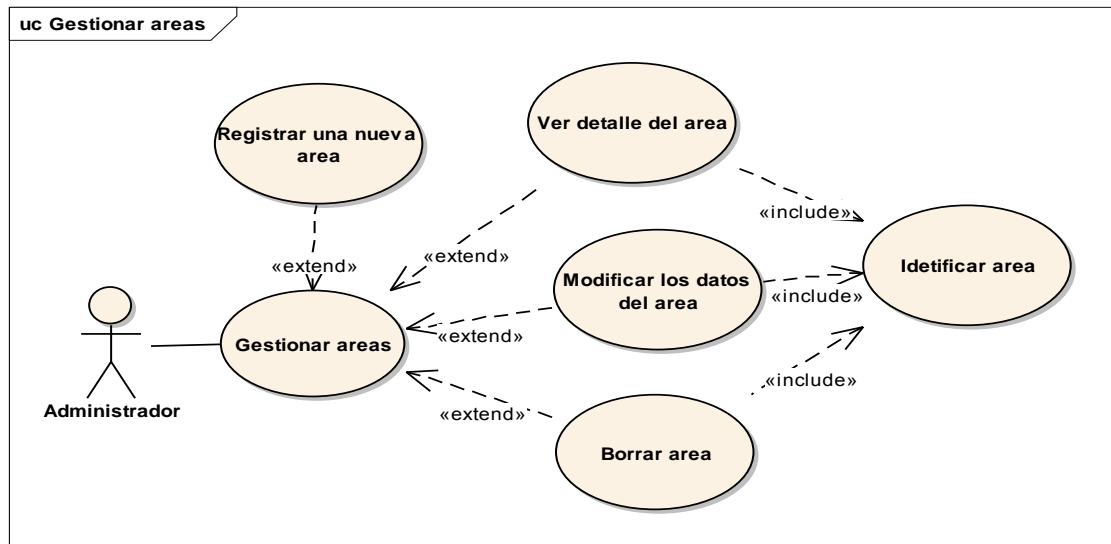 uc Gestionar areas
Registrar una nueva
area
Ver detalle del area
«extend»
«extend»
«include»
Modificar los datos
del area
«extend»
«include»
Idetificar area
Gestionar areas
Administrador
«extend»
«include»
Borrar area